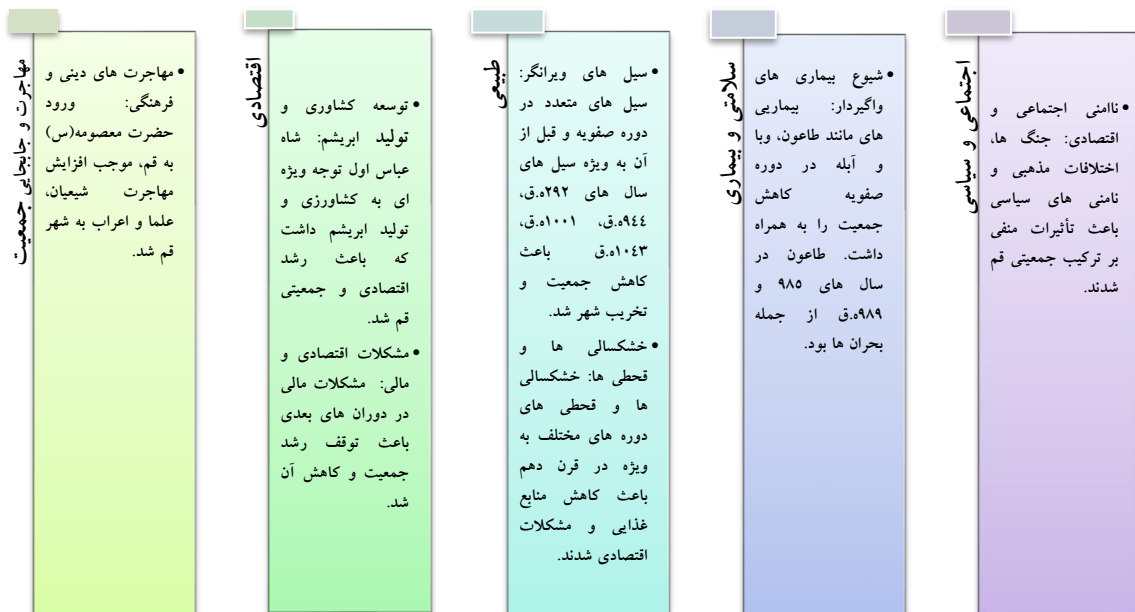 اجتماعی و سیاسی
• ناامنی اجتماعی و
اقتصادی: جنگ ها،
اختلافات مذهبی و
نامنی های سیاسی
باعث تأثیرات منفی
بر ترکیب جمعیتی قم
شدند.
سلامتی و بیماری
• شیوع بیماری های
واگیردار: بیماریی
های مانند طاعون، وبا
و آبله در دوره
صفویه کاهش
جمعیت را به همراه
داشت. طاعون در
سال های ۹۸۵ و
۹۸۹ه.ق از جمله
بحران ها بود.
طبیعی
• سیل های ویرانگر:
سیل های متعدد در
دوره صفویه و قبل از
آن به ویژه سیل های
سال های ۲۹۲ه.ق،
۹٤٤ه.ق، ۱۰۰۱ه.ق،
۱۰٤۳ه.ق باعث
کاهش جمعیت و
تخریب شهر شد.
• خشکسالی ها و
قحطی ها: خشکسالی
ها و قحطی های
دوره های مختلف به
ویژه در قرن دهم
باعث کاهش منابع
غذایی و مشکلات
اقتصادی شدند.
اقتصادی
• توسعه کشاوری و
تولید ابریشم: شاه
عباس اول توجه ویژه
ای به کشاورزی و
تولید ابریشم داشت
که باعث رشد
اقتصادی و جمعیتی
قم شد.
• مشکلات اقتصادی و
مالی: مشکلات مالی
در دوران های بعدی
باعث توقف رشد
جمعیت و کاهش آن
شد.
مهاجرت و جابجایی جمعیت
• مهاجرت های دینی و
فرهنگی: ورود
حضرت معصومه(س)
به قم، موجب افزایش
مهاجرت شیعیان،
علما و اعراب به شهر
قم شد.